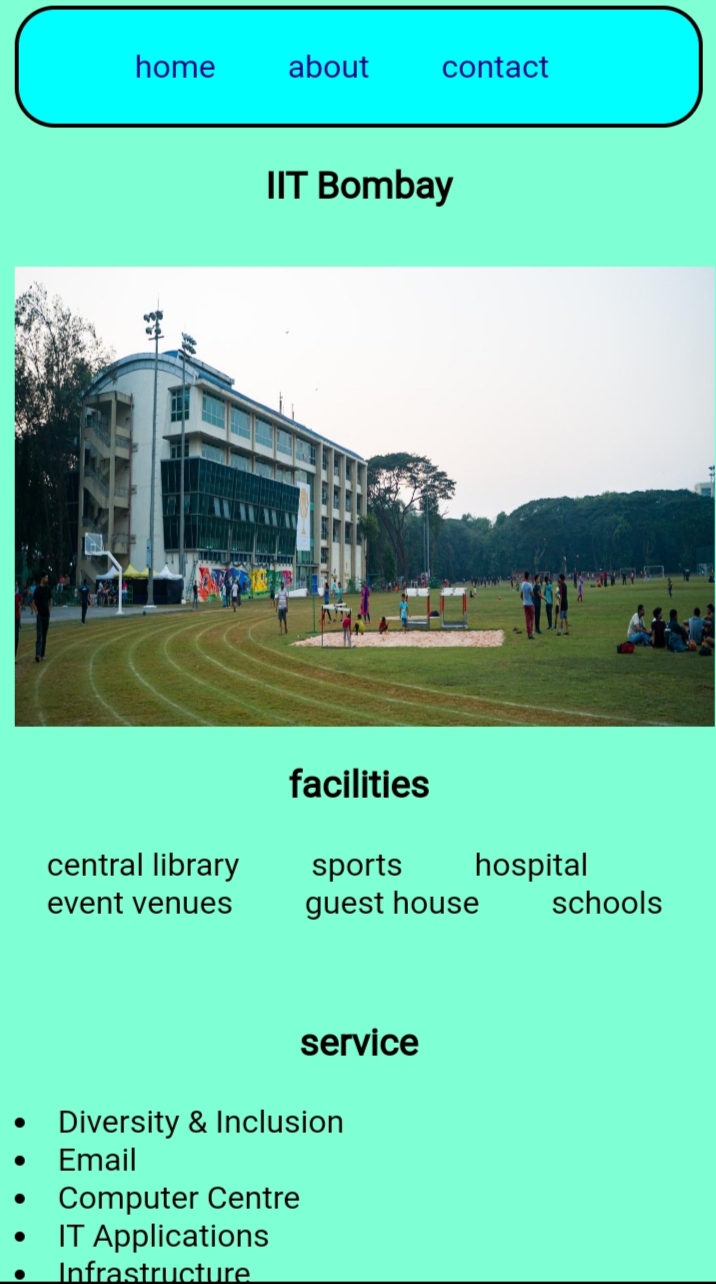 home about contact
IIT Bombay
facilities
central library sports hospital
event venues guest house schools
service
Diversity & Inclusion
Email
Computer Centre
IT Applications
Infrastructure